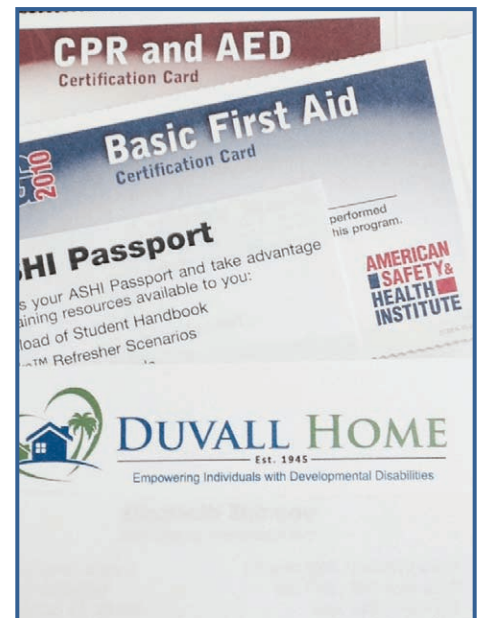 CPR and AED
Certification Card
Basic First Aid
Certification Card
2010
performed
his program.
HI Passport
s your ASHI Passport and take advantage
aining resources available to you:
oad of Student Handbook
™ Refresher Scenarios
AMERICAN
SAFETY&
HEALTH
INSTITUTE
DUVALL HOME
Est. 1945
Empowering Individuals with Developmental Disabilities